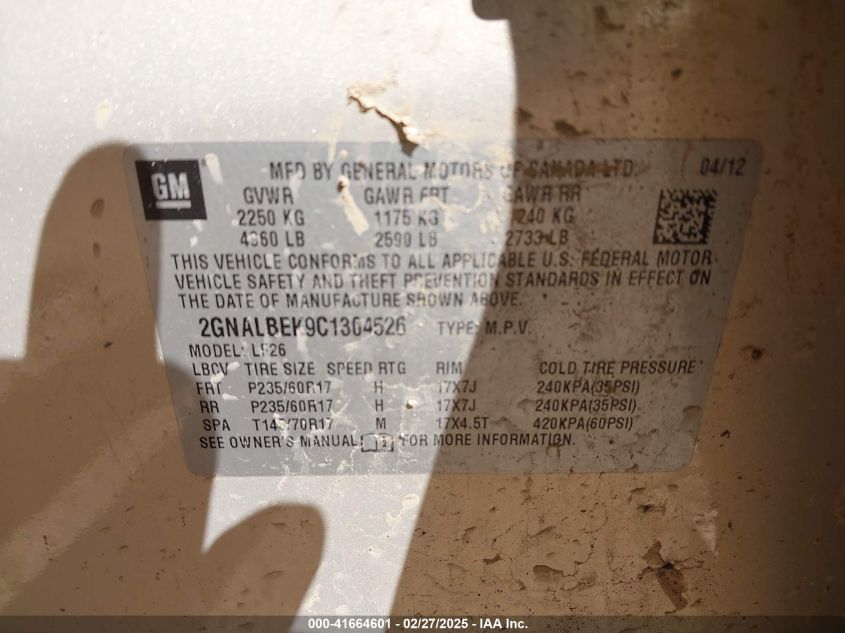 GM
MFD BY GENERAL MOTORS OF CANADA LTD 04/12
GVWR GAWR FRT GAWR RR
2250 KG 1175 KG 1240 KG
4960 LB 2590 LB 2733 LB
THIS VEHICLE CONFORMS TO ALL APPLICABLE U.S. FEDERAL MOTOR
VEHICLE SAFETY AND THEFT PREVENTION STANDARDS IN EFFECT ON
THE DATE OF MANUFACTURE SHOWN ABOVE.
2GNALBEK9C1304526 TYPE: M.P.V.
MODEL: LF26
LBCV TIRE SIZE SPEED RTG RIM COLD TIRE PRESSURE
FRT P235/60R17 H 17X7J 240KPA(35PSI)
RR P235/60R17 H 17X7J 240KPA(35PSI)
SPA T145/70R17 M 17X4.5T 420KPA(60PSI)
SEE OWNER'S MANUAL FOR MORE INFORMATION.
000-41664601 - 02/27/2025 - IAA Inc.